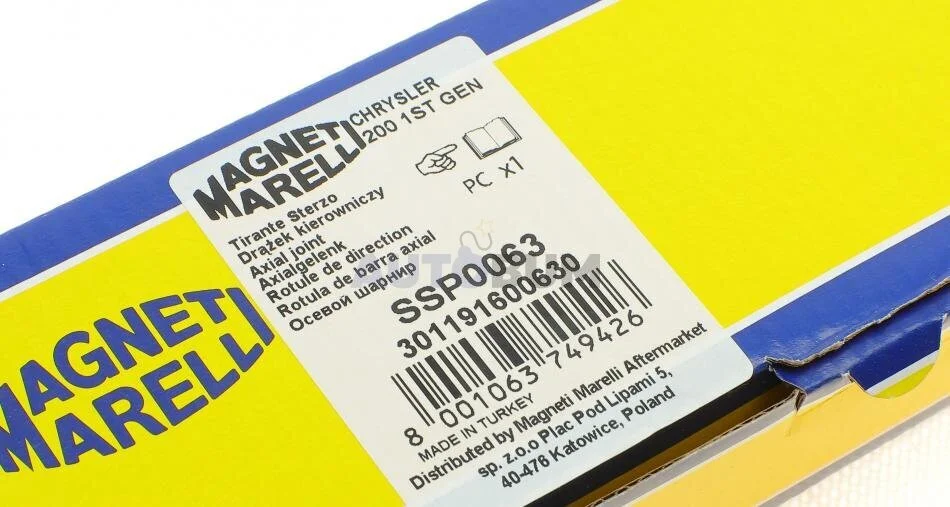 MAGNETI
MARELLI
CHRYSLER
200 1ST GEN
PC X1
Tirante Sterzo
Drążek kierowniczy
Axial joint
Axialgelenk
Rotule de direction
Rotula de barra axial
Осевой шарнир
AUTOBUM
SSP0063
301191600630
8 001063 749426
MADE IN TURKEY
Distributed by Magneti Marelli Aftermarket
sp. z.o.o Plac Pod Lipami 5,
40-476 Katowice, Poland
MAGNETI
MARELLI